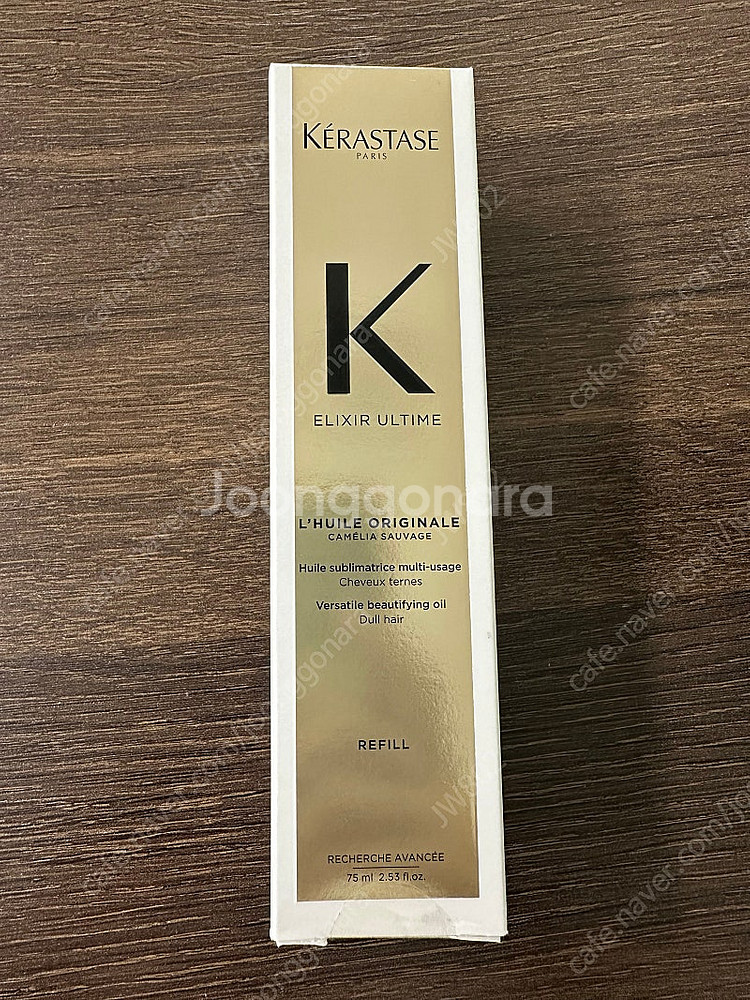 KÉRASTASE
PARIS
K
ELIXIR ULTIME
Joonggonara
L'HUILE ORIGINALE
CAMÉLIA SAUVAGE
Huile sublimatrice multi-usage
Cheveux ternes
Versatile beautifying oil
Dull hair
REFILL
RECHERCHE AVANCÉE
75 ml 2.53 fl.oz.